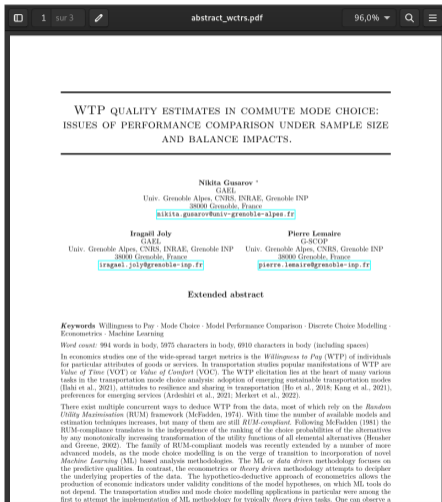 1 sur 3
abstract_wctrs.pdf
96,0%
WTP QUALITY ESTIMATES IN COMMUTE MODE CHOICE:
ISSUES OF PERFORMANCE COMPARISON UNDER SAMPLE SIZE
AND BALANCE IMPACTS.
Nikita Gusarov *
GAEL
Univ. Grenoble Alpes, CNRS, INRAE, Grenoble INP
38000 Grenoble, France
nikita.gusarov@univ-grenoble-alpes.fr
Iragaël Joly
GAEL
Univ. Grenoble Alpes, CNRS, INRAE, Grenoble INP
38000 Grenoble, France
iragael.joly@grenoble-inp.fr
Pierre Lemaire
G-SCOP
Univ. Grenoble Alpes, CNRS, Grenoble INP
38000 Grenoble, France
pierre.lemaire@grenoble-inp.fr
Extended abstract
Keywords Willingness to Pay · Mode Choice · Model Performance Comparison · Discrete Choice Modelling ·
Econometrics · Machine Learning
Word count: 994 words in body, 5975 characters in body, 6910 characters in body (including spaces)
In economics studies one of the wide-spread target metrics is the Willingness to Pay (WTP) of individuals
for particular attributes of goods or services. In transportation studies popular manifestations of WTP are
Value of Time (VOT) or Value of Comfort (VOC). The WTP elicitation lies at the heart of many various
tasks in the transportation mode choice analysis: adoption of emerging sustainable transportation modes
(Ilahi et al., 2021), attitudes to resilience and sharing in transportation (Ho et al., 2018; Kang et al., 2021),
preferences for emerging services (Ardeshiri et al., 2021; Merkert et al., 2022).
There exist multiple concurrent ways to deduce WTP from the data, most of which rely on the Random
Utility Maximisation (RUM) framework (McFadden, 1974). With time the number of available models and
estimation techniques increases, but many of them are still RUM-compliant. Following McFadden (1981) the
RUM-compliance translates in the independence of the ranking of the choice probabilities of the alternatives
by any monotonically increasing transformation of the utility functions of all elemental alternatives (Hensher
and Greene, 2002). The family of RUM-compliant models was recently extended by a number of more
advanced models, as the mode choice modelling is on the verge of transition to incorporation of novel
Machine Learning (ML) based analysis methodologies. The ML or data driven methodology focuses on
the predictive qualities. In contrast, the econometrics or theory driven methodology attempts to decipher
the underlying properties of the data. The hypothetico-deductive approach of econometrics allows the
production of economic indicators under validity conditions of the model hypotheses, on which ML tools do
not depend. The transportation studies and mode choice modelling applications in particular were among the
first to attempt the implementation of ML methodology for typically theory driven tasks. One can observe a